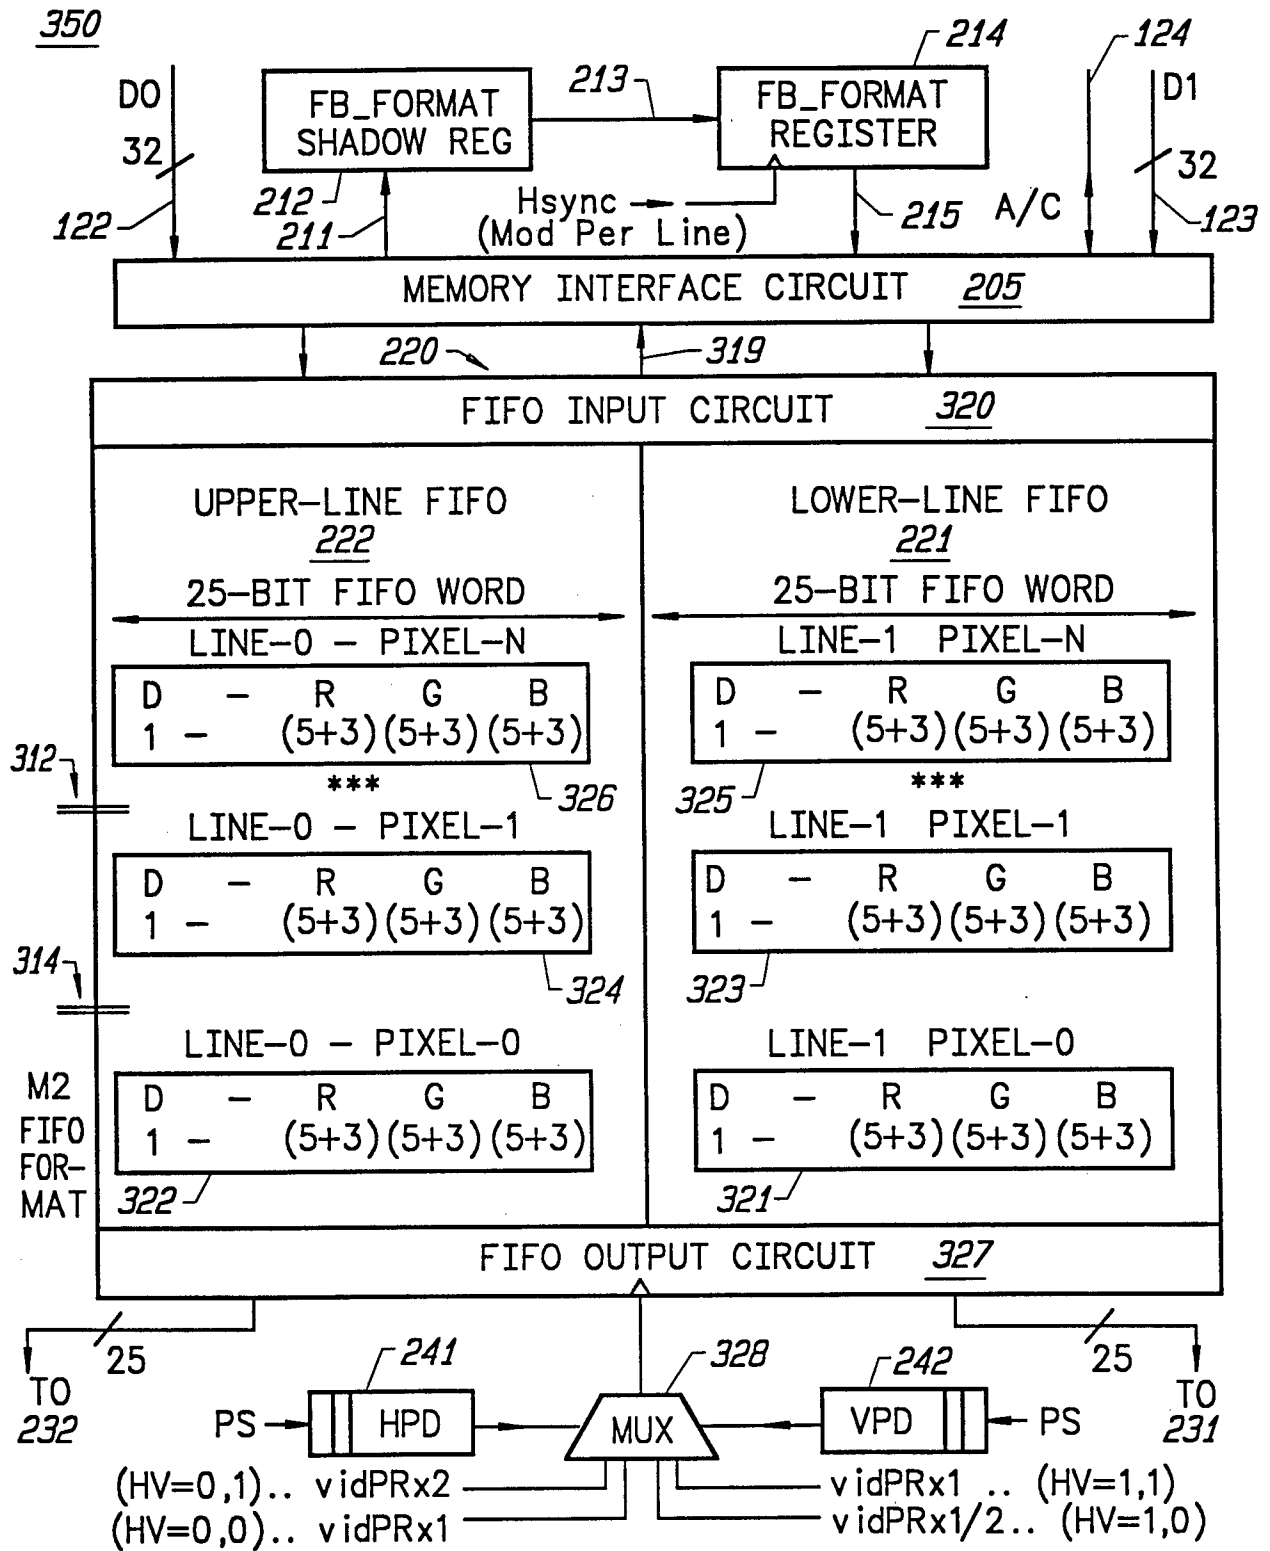 350
D0
32
122
FB_FORMAT
SHADOW REG
212
211
213
214
FB_FORMAT
REGISTER
Hsync
(Mod Per Line)
215
A/C
124
D1
32
123
MEMORY INTERFACE CIRCUIT 205
220
319
FIFO INPUT CIRCUIT 320
UPPER-LINE FIFO
222
25-BIT FIFO WORD
LINE-0 - PIXEL-N
D - R G B
1 - (5+3)(5+3)(5+3)
***
326
LINE-0 - PIXEL-1
D - R G B
1 - (5+3)(5+3)(5+3)
324
LINE-0 - PIXEL-0
D - R G B
1 - (5+3)(5+3)(5+3)
322
LOWER-LINE FIFO
221
25-BIT FIFO WORD
LINE-1 PIXEL-N
D - R G B
1 - (5+3)(5+3)(5+3)
325
***
LINE-1 PIXEL-1
D - R G B
1 - (5+3)(5+3)(5+3)
323
LINE-1 PIXEL-0
D - R G B
1 - (5+3)(5+3)(5+3)
321
312
314
M2
FIFO
FOR-
MAT
FIFO OUTPUT CIRCUIT 327
25
TO
232
25
TO
231
241
PS
HPD
328
MUX
242
VPD
PS
(HV=0,1).. vidPRx2
(HV=0,0).. vidPRx1
vidPRx1 .. (HV=1,1)
vidPRx1/2.. (HV=1,0)